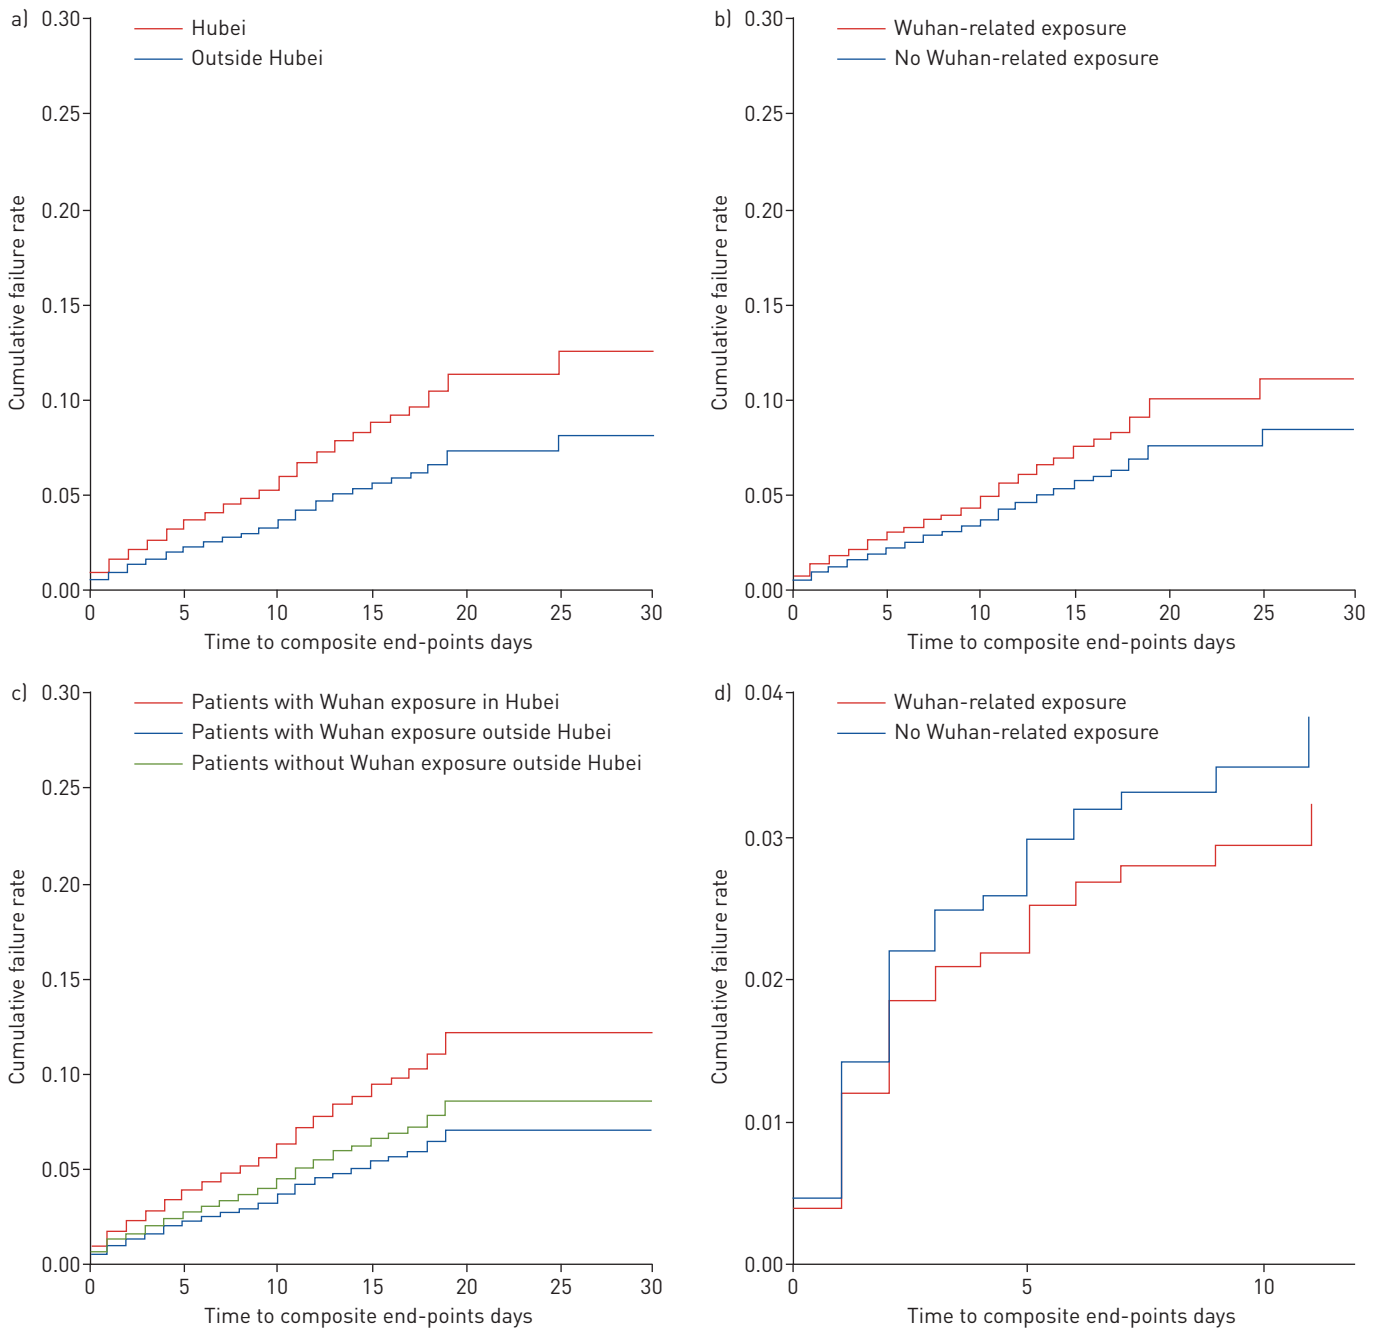 a)
Hubei
Outside Hubei
0.30
0.25
0.20
0.15
0.10
0.05
0.00
Cumulative failure rate
0 5 10 15 20 25 30
Time to composite end-points days
b)
Wuhan-related exposure
No Wuhan-related exposure
0.30
0.25
0.20
0.15
0.10
0.05
0.00
Cumulative failure rate
0 5 10 15 20 25 30
Time to composite end-points days
c)
Patients with Wuhan exposure in Hubei
Patients with Wuhan exposure outside Hubei
Patients without Wuhan exposure outside Hubei
0.30
0.25
0.20
0.15
0.10
0.05
0.00
Cumulative failure rate
0 5 10 15 20 25 30
Time to composite end-points days
d)
Wuhan-related exposure
No Wuhan-related exposure
0.04
0.03
0.02
0.01
0.00
Cumulative failure rate
0 5 10
Time to composite end-points days